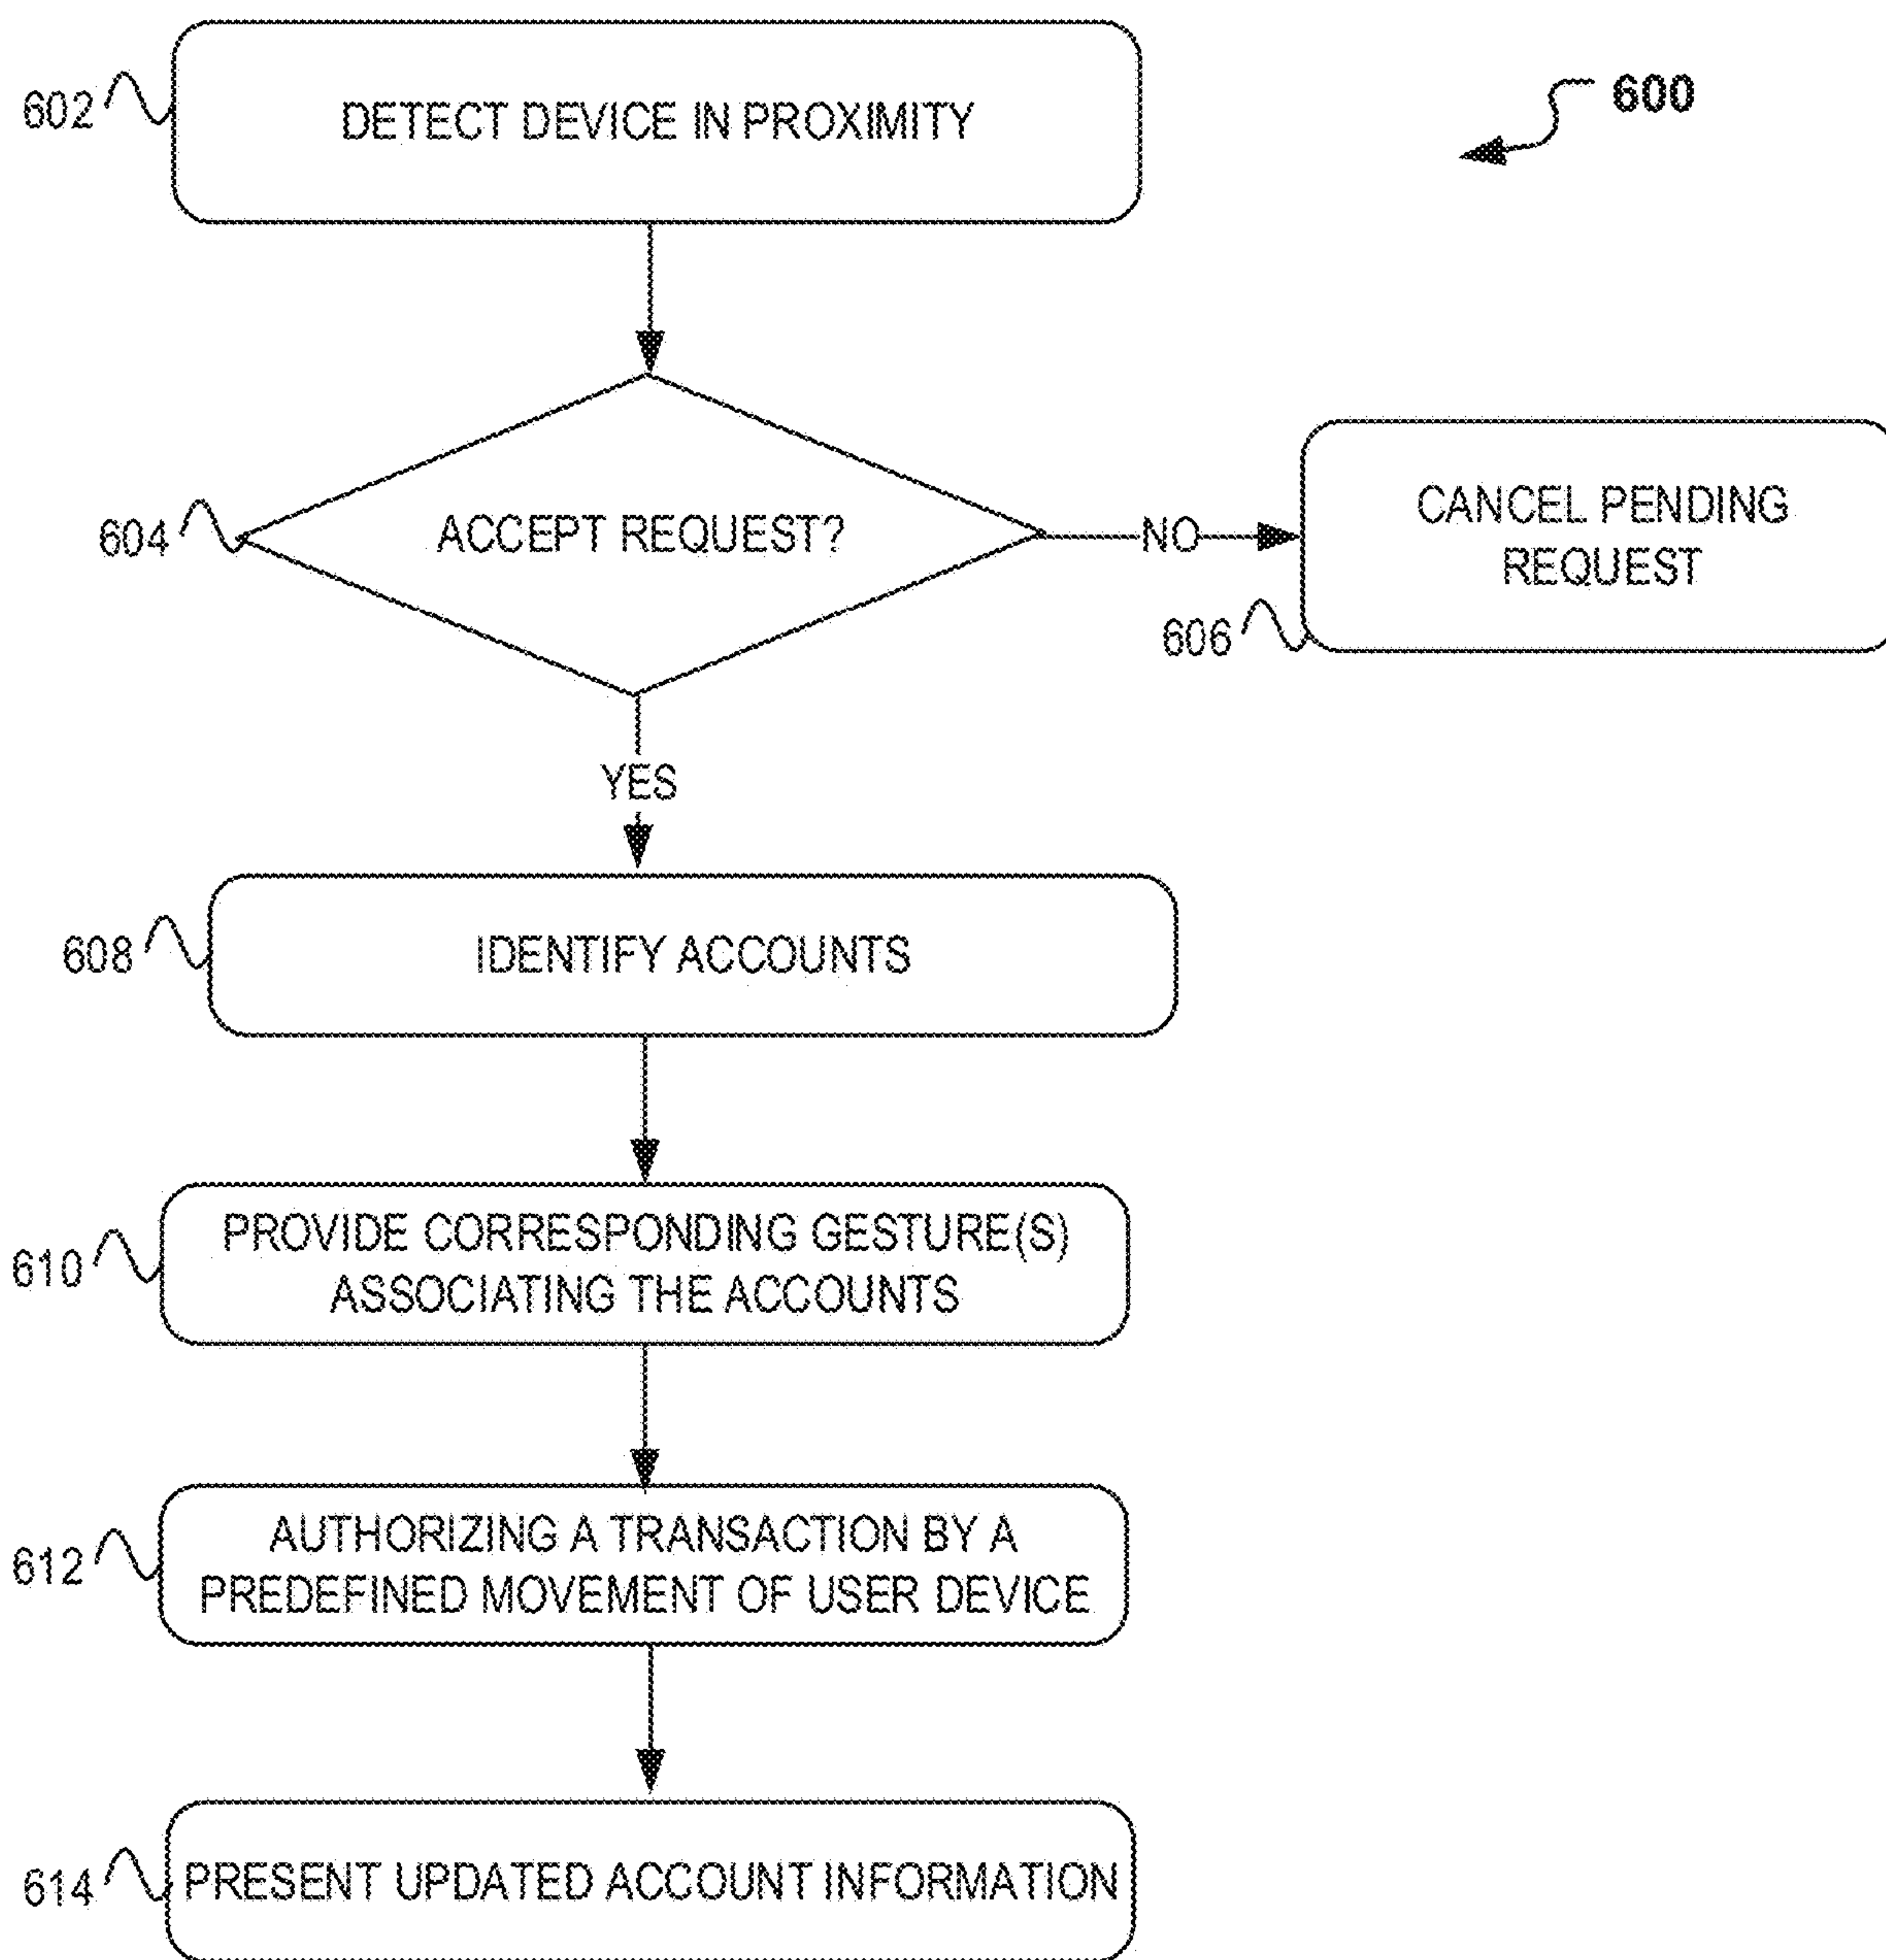 602
DETECT DEVICE IN PROXIMITY
600
604
ACCEPT REQUEST?
NO
CANCEL PENDING
REQUEST
606
YES
608
IDENTIFY ACCOUNTS
610
PROVIDE CORRESPONDING GESTURE(S)
ASSOCIATING THE ACCOUNTS
612
AUTHORIZING A TRANSACTION BY A
PREDEFINED MOVEMENT OF USER DEVICE
614
PRESENT UPDATED ACCOUNT INFORMATION